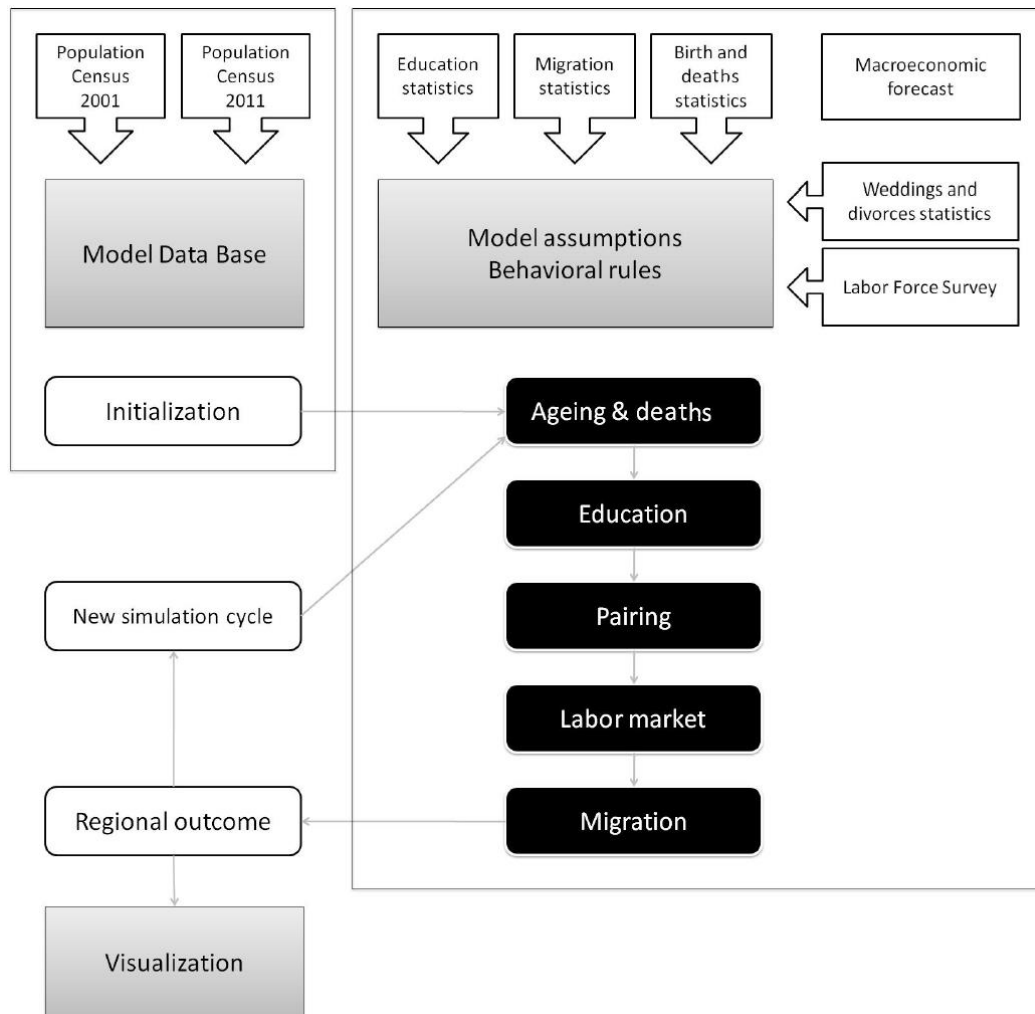 Population
Census
2001
Population
Census
2011
Education
statistics
Migration
statistics
Birth and
deaths
statistics
Macroeconomic
forecast
Model Data Base
Model assumptions
Behavioral rules
Weddings and
divorces statistics
Labor Force Survey
Initialization
Ageing & deaths
Education
New simulation cycle
Pairing
Labor market
Regional outcome
Migration
Visualization